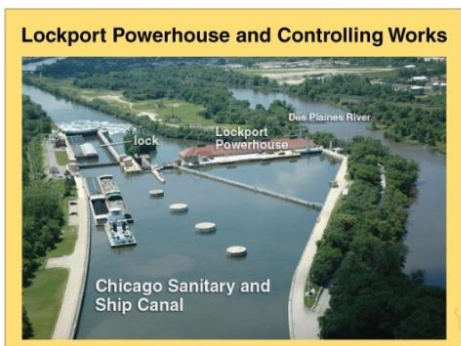 Lockport Powerhouse and Controlling Works
Des Plaines River
lock
Lockport
Powerhouse
Chicago Sanitary and
Ship Canal